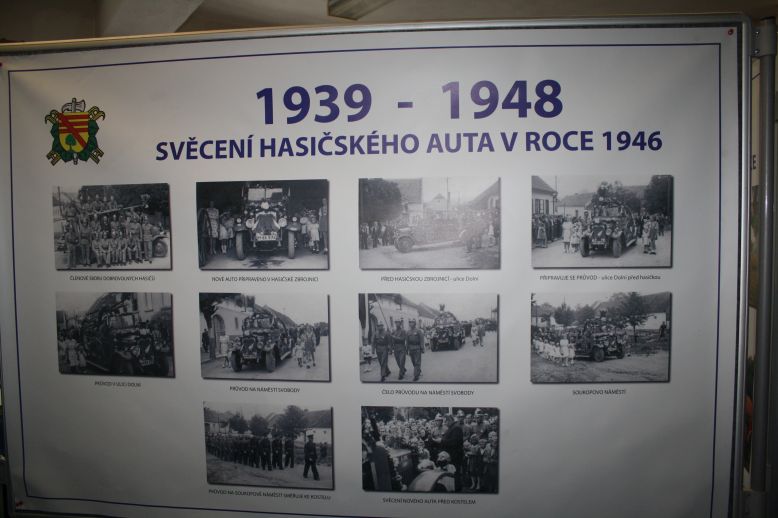 1939 - 1948
SVĚCENÍ HASIČSKÉHO AUTA V ROCE 1946
ČLENOVÉ SBORU DOBROVOLNÝCH HASIČŮ
NOVÉ AUTO PŘIPRAVENO V HASIČSKÉ ZBROJNICI
PŘED HASIČSKOU ZBROJNICÍ - ulice Dolní
PŘIPRAVUJE SE PRŮVOD - ulice Dolní před hasičkou
PRŮVOD V ULICI DOLNÍ
PRŮVOD NA NÁMĚSTÍ SVOBODY
ČELO PRŮVODU NA NÁMĚSTÍ SVOBODY
SOUKOPOVO NÁMĚSTÍ
PRŮVOD NA SOUKOPOVĚ NÁMĚSTÍ SMĚŘUJE KE KOSTELU
SVĚCENÍ NOVÉHO AUTA PŘED KOSTELEM